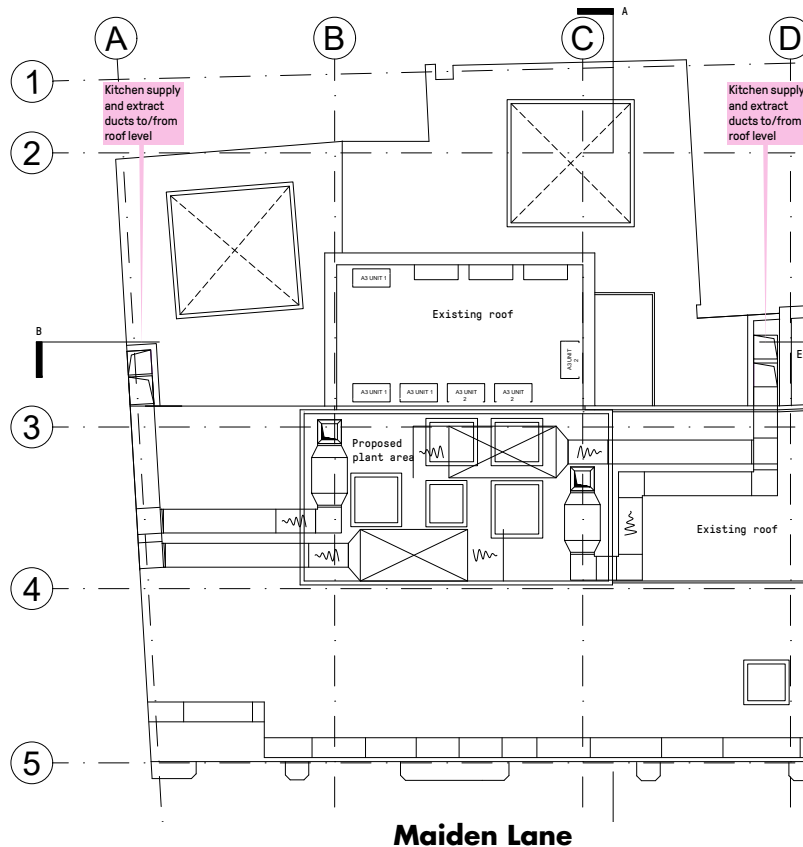 A
A
B
C
D
1
Kitchen supply
and extract
ducts to/from
roof level
Kitchen supply
and extract
ducts to/from
roof level
2
A3 UNIT 1
Existing roof
B
A3 UNIT
2
E
A3 UNIT 1
A3 UNIT 1
A3 UNIT
2
A3 UNIT
2
3
Proposed
plant area
Existing roof
4
5
Maiden Lane